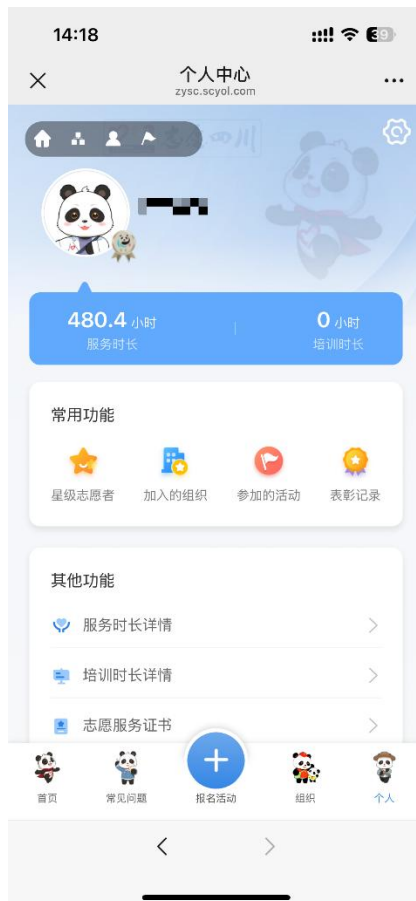 14:18
39
个人中心
zysc.scyol.com
480.4 小时
0 小时
服务时长
培训时长
常用功能
星级志愿者
加入的组织
参加的活动
表彰记录
其他功能
服务时长详情
培训时长详情
志愿服务证书
首页
常见问题
报名活动
组织
个人